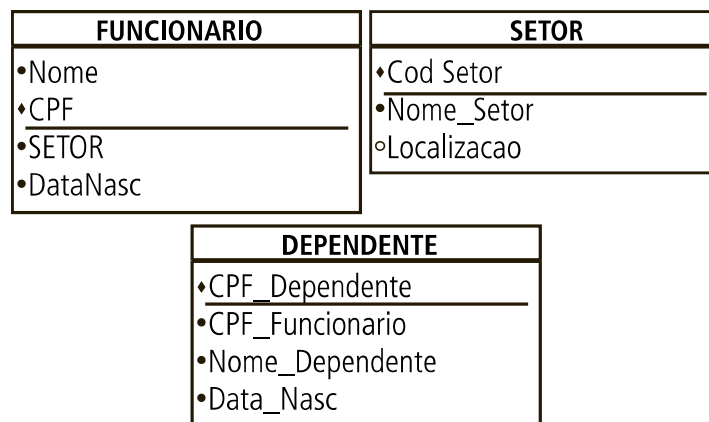 FUNCIONARIO
•Nome
♦CPF
•SETOR
•DataNasc
SETOR
♦Cod Setor
•Nome_Setor
○Localizacao
DEPENDENTE
♦CPF_Dependente
•CPF_Funcionario
•Nome_Dependente
•Data_Nasc